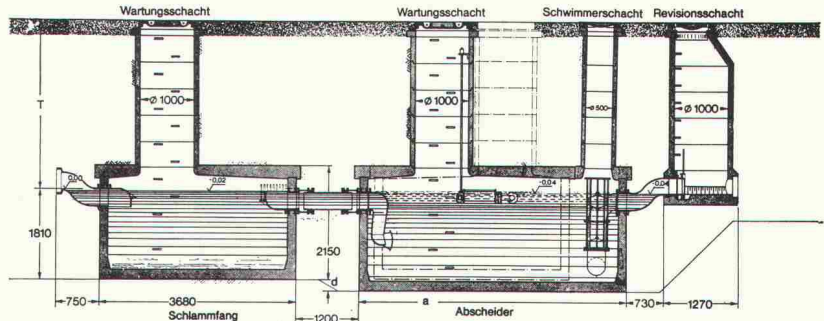 Wartungsschacht
Wartungsschacht
Schwimmerschacht
Revisionsschacht
T
ø 1000
ø 1000
ø 500
ø 1000
0.00
-0.02
-0.04
-0.04
1810
2150
d
750
3680
1200
a
730
1270
Schlammfang
Abscheider